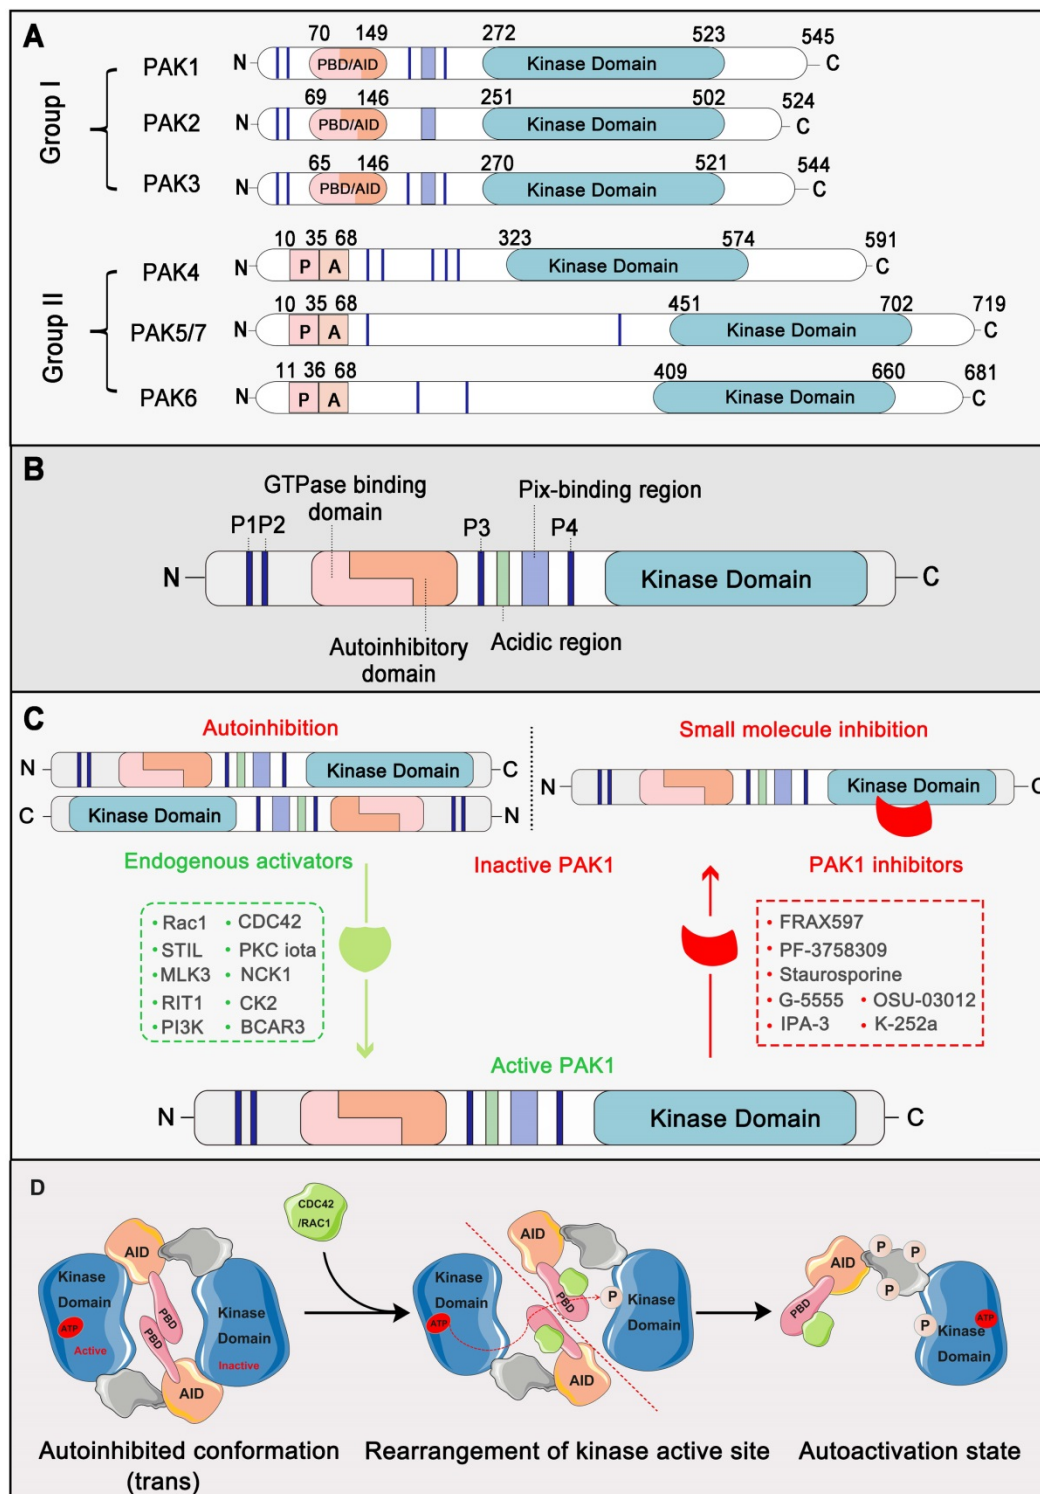 A
Group I
70 149 272 523 545
PAK1 N PBD/AID Kinase Domain C
69 146 251 502 524
PAK2 N PBD/AID Kinase Domain C
65 146 270 521 544
PAK3 N PBD/AID Kinase Domain C
Group II
10 35 68 323 574 591
PAK4 N P A Kinase Domain C
10 35 68 451 702 719
PAK5/7 N P A Kinase Domain C
11 36 68 409 660 681
PAK6 N P A Kinase Domain C
B
GTPase binding
domain
Pix-binding region
P1 P2 P3 P4
N Kinase Domain C
Autoinhibitory
domain
Acidic region
C
Autoinhibition
N Kinase Domain C
C Kinase Domain N
Small molecule inhibition
N Kinase Domain C
Endogenous activators
Inactive PAK1
PAK1 inhibitors
• Rac1 • CDC42
• STIL • PKC iota
• MLK3 • NCK1
• RIT1 • CK2
• PI3K • BCAR3
• FRAX597
• PF-3758309
• Staurosporine
• G-5555 • OSU-03012
• IPA-3 • K-252a
Active PAK1
N Kinase Domain C
D
AID
Kinase
Domain
ATP
Active
PBD
PBD
Kinase
Domain
Inactive
AID
Autoinhibited conformation
(trans)
CDC42
/RAC1
AID
Kinase
Domain
ATP
PBD
P
Kinase
Domain
AID
Rearrangement of kinase active site
AID
P
P
P
PBD
P
ATP
Kinase
Domain
Autoactivation state